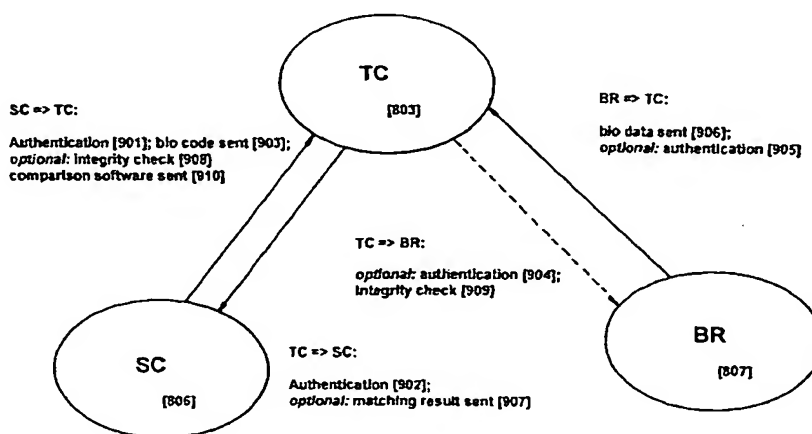 TC
[803]
SC => TC:
Authentication [901]; bio code sent [903];
optional: integrity check [908]
comparison software sent [910]
BR => TC:
bio data sent [906];
optional: authentication [905]
TC => BR:
optional: authentication [904];
integrity check [909]
SC
[806]
TC => SC:
Authentication [902];
optional: matching result sent [907]
BR
[807]